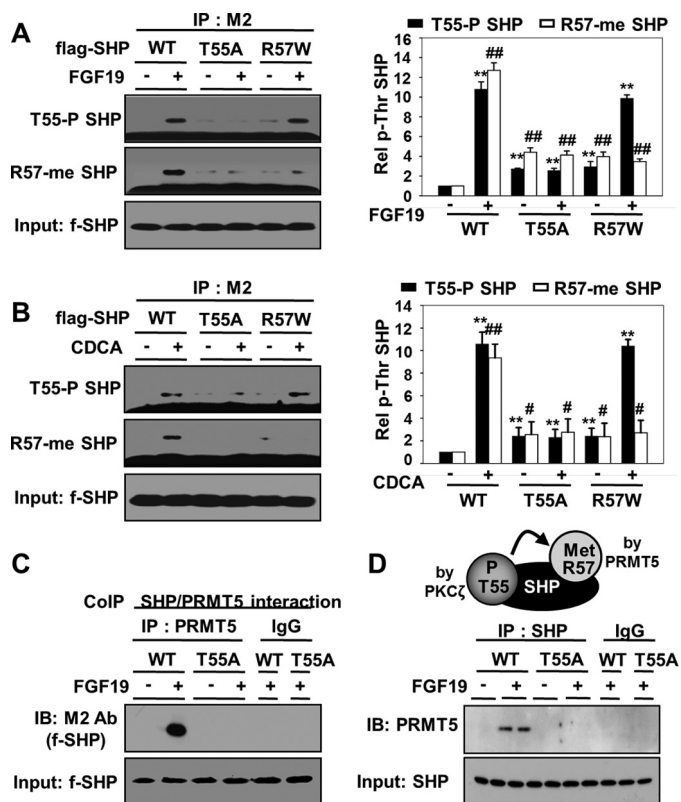 A
IP : M2
flag-SHP WT T55A R57W
FGF19 - + - + - +
T55-P SHP
R57-me SHP
Input: f-SHP
T55-P SHP R57-me SHP
Rel p-Thr SHP
16
14
12
10
8
6
4
2
0
** ## ** ## ** ## ** ## ** ##
FGF19 - + - + - +
WT T55A R57W
B
IP : M2
flag-SHP WT T55A R57W
CDCA - + - + - +
T55-P SHP
R57-me SHP
Input: f-SHP
T55-P SHP R57-me SHP
Rel p-Thr SHP
14
12
10
8
6
4
2
0
** ## ** # ** # ** # ** #
CDCA - + - + - +
WT T55A R57W
C
CoIP SHP/PRMT5 interaction
IP : PRMT5 IgG
WT T55A WT T55A
FGF19 - + - + + +
IB: M2 Ab
(f-SHP)
Input: f-SHP
D
by
PKCζ
P
T55
SHP
Met
R57
by
PRMT5
IP : SHP IgG
WT T55A WT T55A
FGF19 - + - + + +
IB: PRMT5
Input: SHP